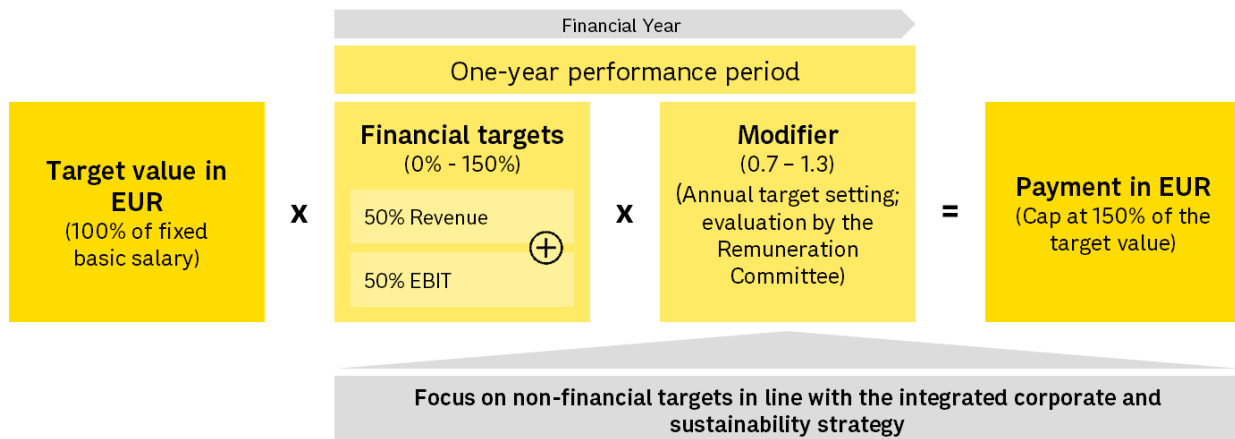 Financial Year
One-year performance period
Target value in
EUR
(100% of fixed
basic salary)
x
Financial targets
(0% - 150%)
50% Revenue
+
50% EBIT
x
Modifier
(0.7 – 1.3)
(Annual target setting;
evaluation by the
Remuneration
Committee)
=
Payment in EUR
(Cap at 150% of the
target value)
Focus on non-financial targets in line with the integrated corporate and
sustainability strategy